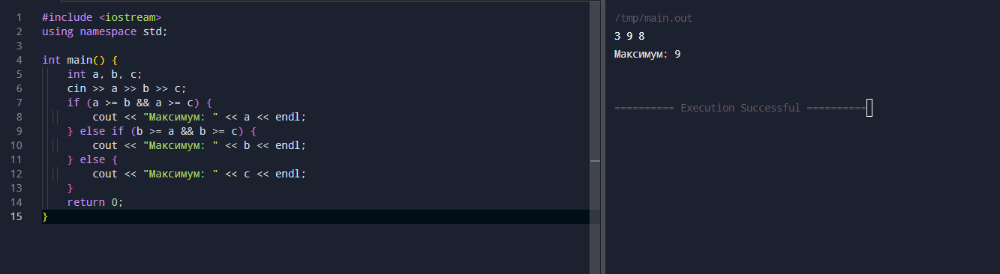 1 #include <iostream>
2 using namespace std;
3
4 int main() {
5     int a, b, c;
6     cin >> a >> b >> c;
7     if (a >= b && a >= c) {
8         cout << "Максимум: " << a << endl;
9     } else if (b >= a && b >= c) {
10         cout << "Максимум: " << b << endl;
11     } else {
12         cout << "Максимум: " << c << endl;
13     }
14     return 0;
15 }
/tmp/main.out
3 9 8
Максимум: 9
========== Execution Successful ==========